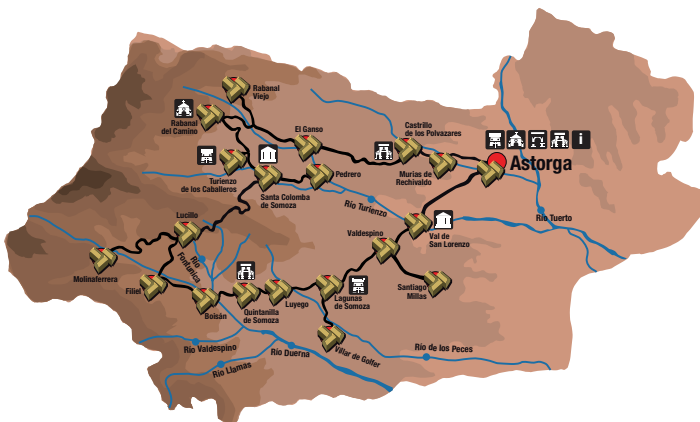 Rabanal
Viejo
Rabanal
del Camino
El Ganso
Castrillo
de los Polvazares
i
Astorga
Murias de
Rechivaldo
Turienzo
de los Caballeros
Pedrero
Santa Colomba
de Somoza
Río Turienzo
Río Tuerto
Lucillo
Río
Fontunica
Valdespino
Val de
San Lorenzo
Molinaferrera
Filiel
Boisán
Quintanilla
de Somoza
Luyego
Lagunas
de Somoza
Santiago
Millas
Villar de Golfer
Río Valdespino
Río Duerna
Río de los Peces
Río Llamas